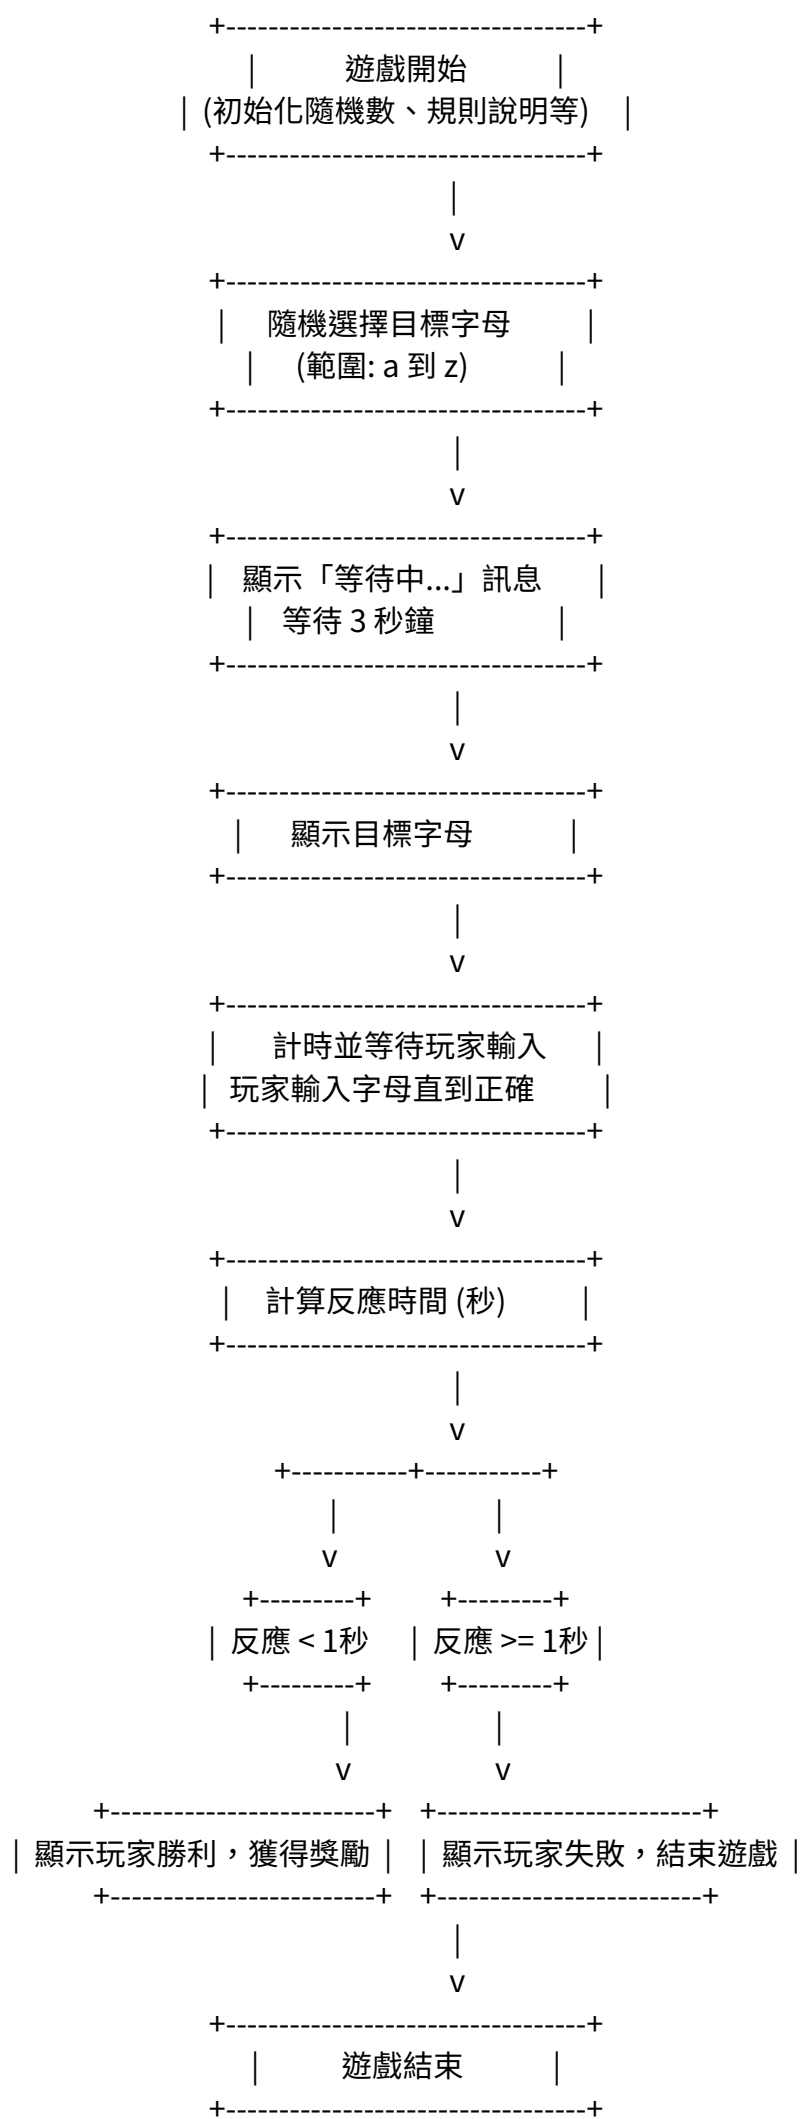 +----------------------------------+
| 遊戲開始 |
| (初始化隨機數、規則說明等) |
+----------------------------------+
|
v
+----------------------------------+
| 隨機選擇目標字母 |
| (範圍: a 到 z) |
+----------------------------------+
|
v
+----------------------------------+
| 顯示「等待中...」訊息 |
| 等待 3 秒鐘 |
+----------------------------------+
|
v
+----------------------------------+
| 顯示目標字母 |
+----------------------------------+
|
v
+----------------------------------+
| 計時並等待玩家輸入 |
| 玩家輸入字母直到正確 |
+----------------------------------+
|
v
+----------------------------------+
| 計算反應時間 (秒) |
+----------------------------------+
|
v
+-----------+-----------+
| |
v v
+---------+ +---------+
| 反應 < 1秒 | 反應 >= 1秒 |
+---------+ +---------+
| |
v v
+-------------------------+ +-------------------------+
| 顯示玩家勝利，獲得獎勵 | | 顯示玩家失敗，結束遊戲 |
+-------------------------+ +-------------------------+
|
v
+----------------------------------+
| 遊戲結束 |
+----------------------------------+